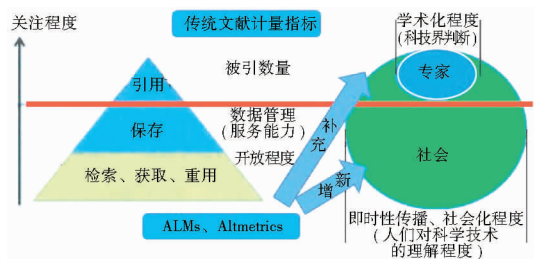 关注程度
传统文献计量指标
学术化程度
(科技界判断)
引用
被引数量
专家
保存
数据管理
(服务能力)
补充
社会
检索、获取、重用
开放程度
新增
ALMs、Altmetrics
即时性传播、社会化程度
(人们对科学技术
的理解程度)